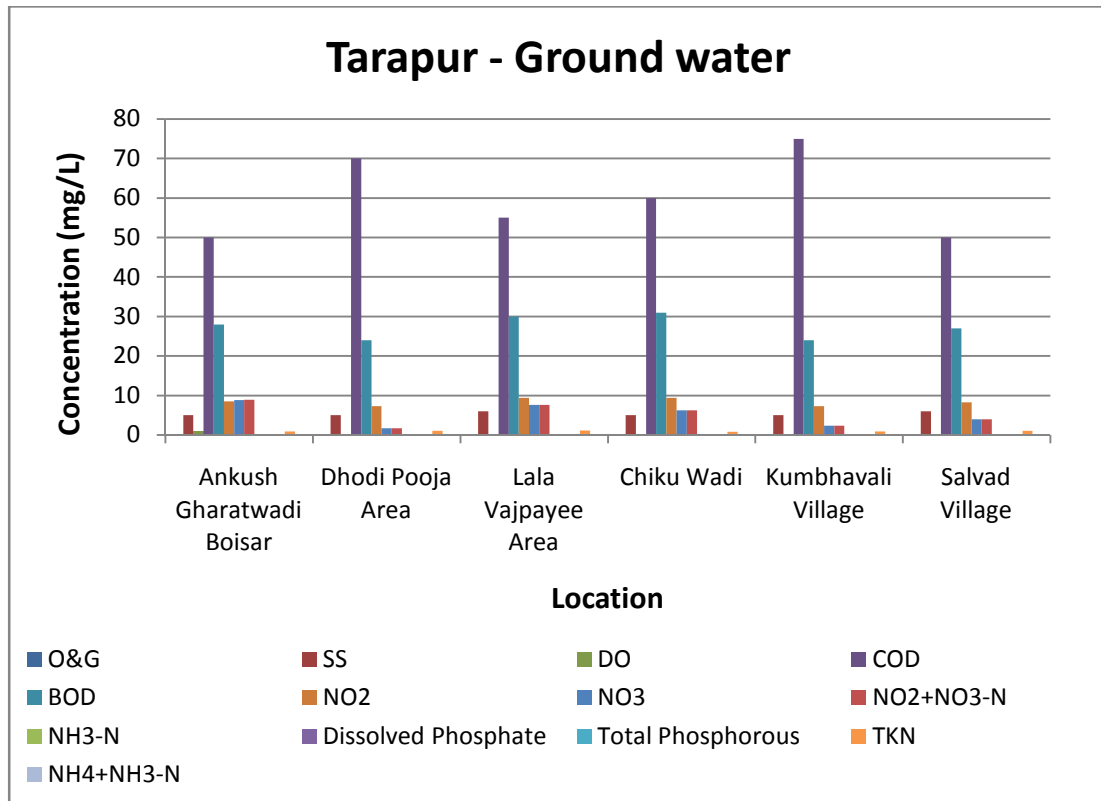 Tarapur - Ground water
Concentration (mg/L)
80
70
60
50
40
30
20
10
0
Ankush
Gharatwadi
Boisar
Dhodi Pooja
Area
Lala
Vajpayee
Area
Chiku Wadi
Kumbhavali
Village
Salvad
Village
Location
O&G
SS
DO
COD
BOD
NO2
NO3
NO2+NO3-N
NH3-N
Dissolved Phosphate
Total Phosphorous
TKN
NH4+NH3-N